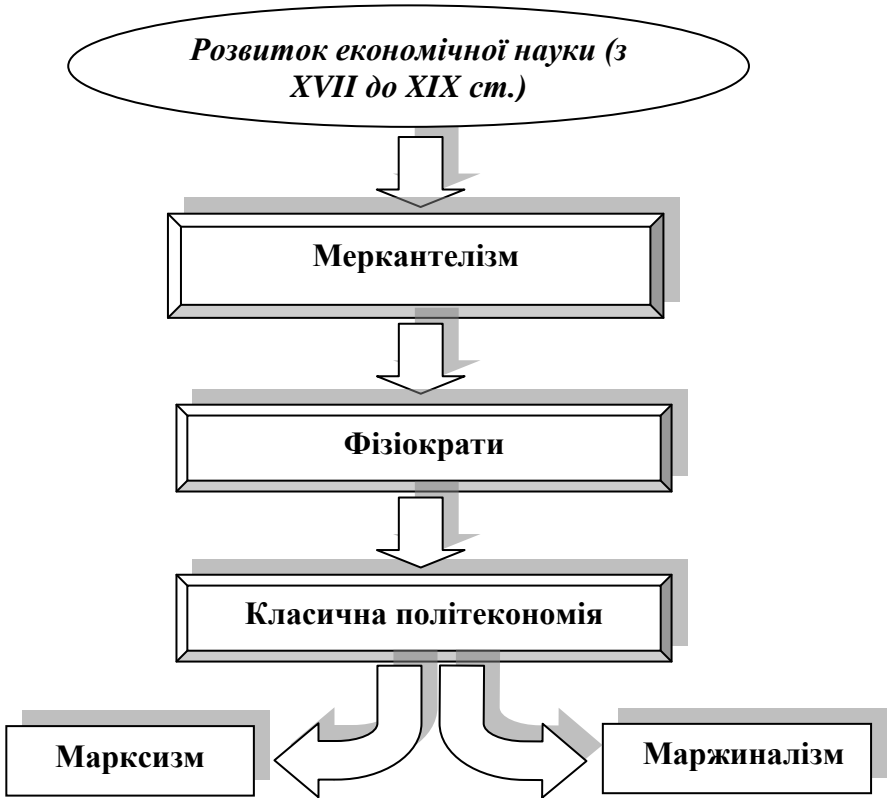 Розвиток економічної науки (з
XVII до XIX ст.)
Меркантелізм
Фізіократи
Класична політекономія
Марксизм
Маржиналізм